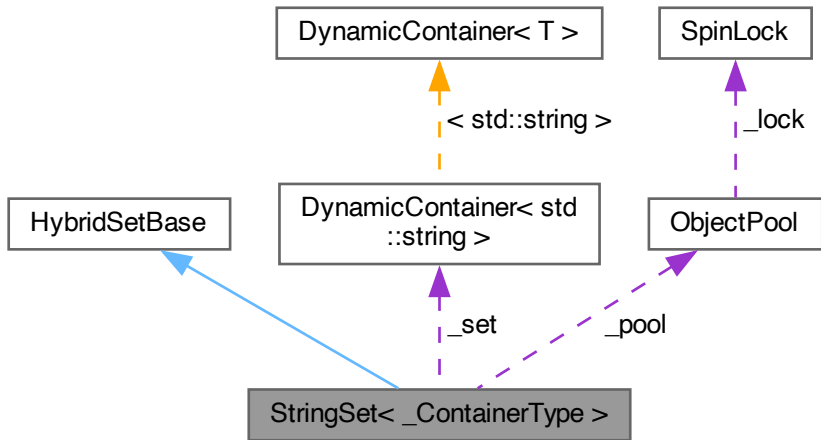 DynamicContainer< T >
SpinLock
< std::string >
_lock
HybridSetBase
DynamicContainer< std
::string >
ObjectPool
_set
_pool
StringSet< _ContainerType >